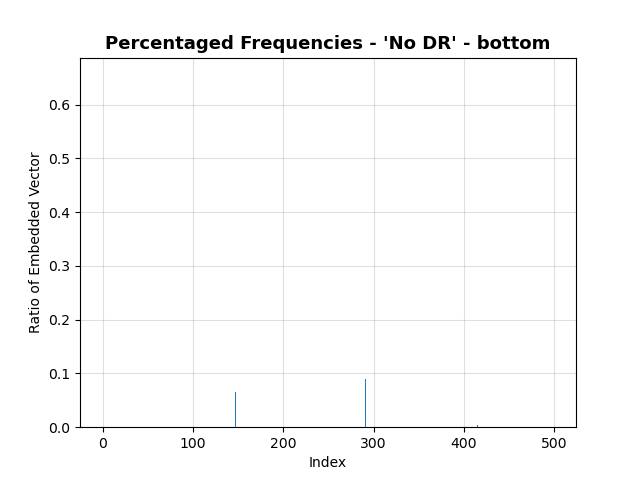 Percentaged Frequencies - 'No DR' - bottom
Ratio of Embedded Vector
0.6
0.5
0.4
0.3
0.2
0.1
0.0
0 100 200 300 400 500
Index